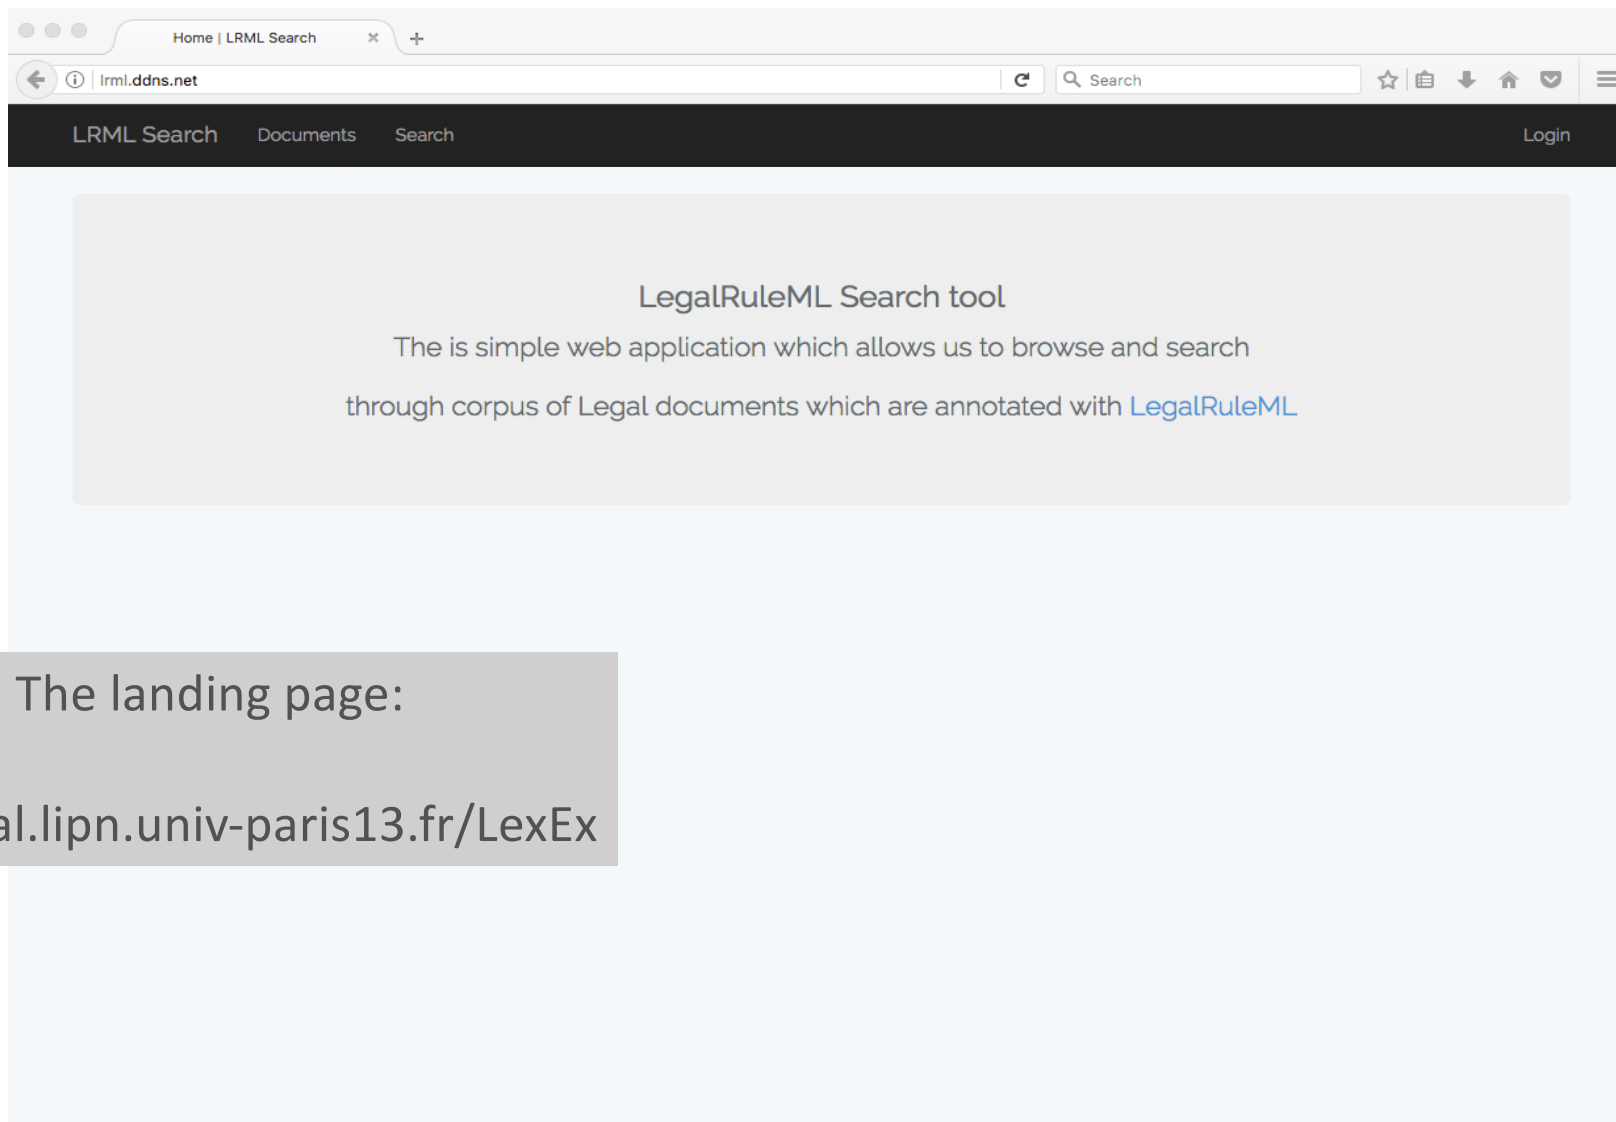 Home | LRML Search
lrml.ddns.net
Search
LRML Search Documents Search Login
LegalRuleML Search tool
The is simple web application which allows us to browse and search
through corpus of Legal documents which are annotated with LegalRuleML
The landing page:
al.lipn.univ-paris13.fr/LexEx